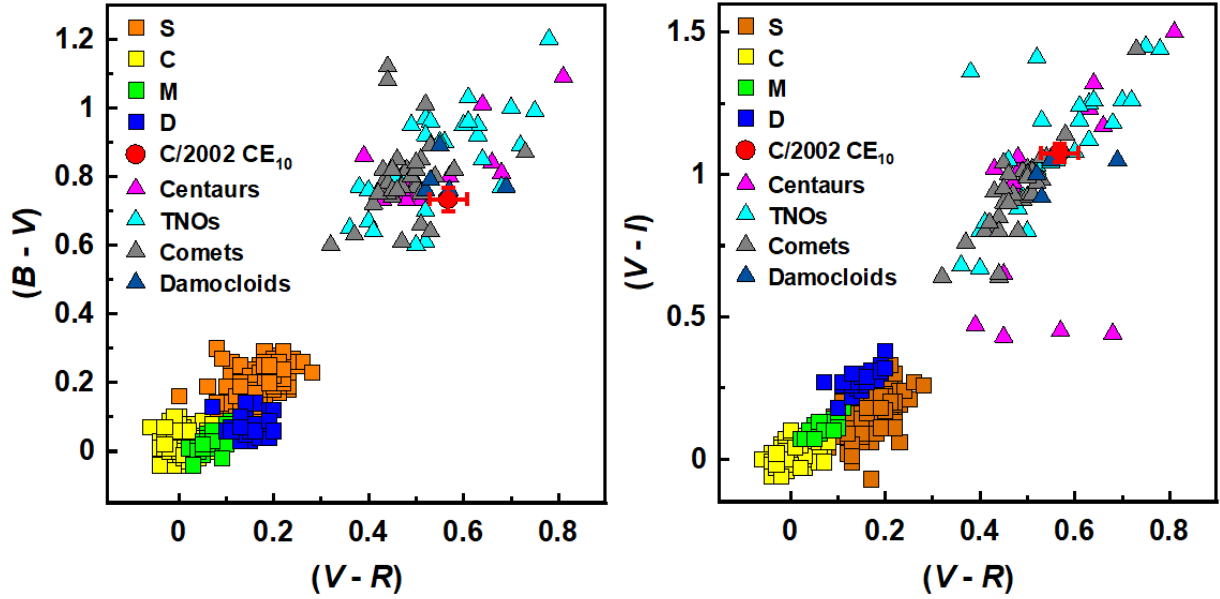 1.2
1
0.8
0.6
0.4
0.2
0
(B - V)
S
C
M
D
C/2002 CE10
Centaurs
TNOs
Comets
Damocloids
0 0.2 0.4 0.6 0.8
(V - R)
1.5
1
0.5
0
(V - I)
S
C
M
D
C/2002 CE10
Centaurs
TNOs
Comets
Damocloids
0 0.2 0.4 0.6 0.8
(V - R)